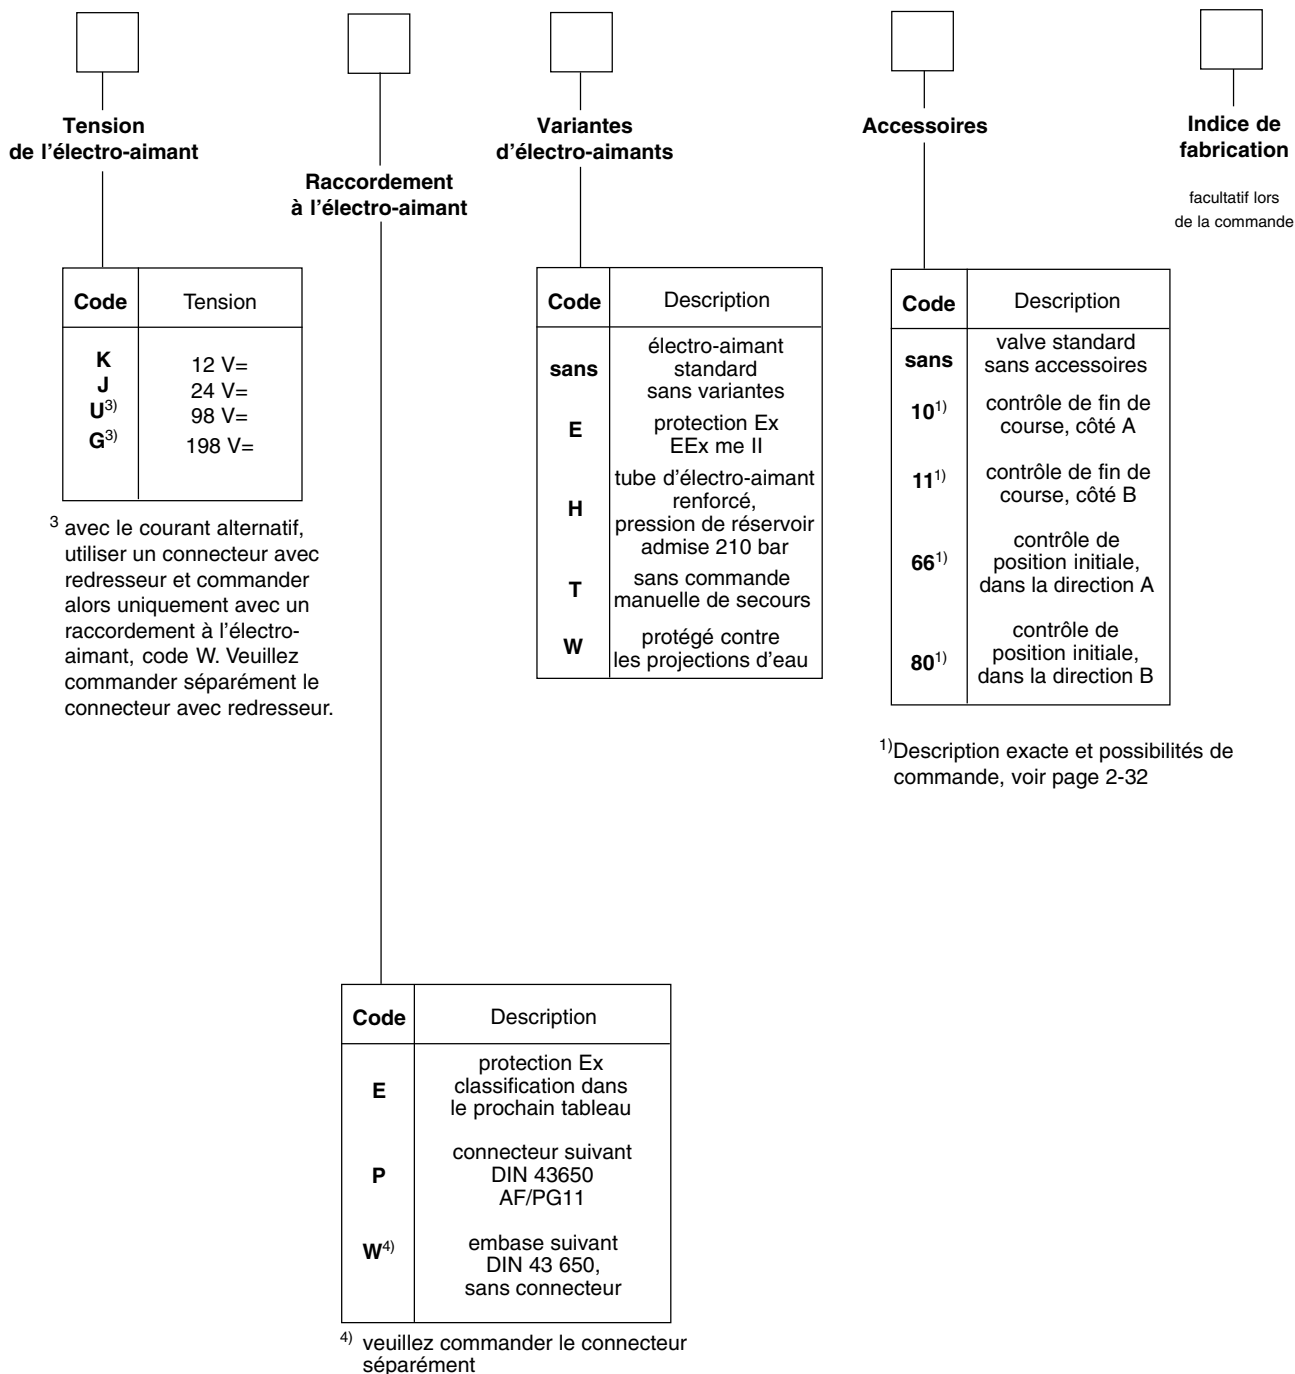 Tension
de l'électro-aimant
Raccordement
à l'électro-aimant
Variantes
d'électro-aimants
Accessoires
Indice de
fabrication
facultatif lors
de la commande
Code Tension
K 12 V=
J 24 V=
U3) 98 V=
G3) 198 V=
3 avec le courant alternatif,
utiliser un connecteur avec
redresseur et commander
alors uniquement avec un
raccordement à l'électro-
aimant, code W. Veuillez
commander séparément le
connecteur avec redresseur.
Code Description
sans électro-aimant
standard
sans variantes
E protection Ex
EEx me II
H tube d'électro-aimant
renforcé,
pression de réservoir
admise 210 bar
T sans commande
manuelle de secours
W protégé contre
les projections d'eau
Code Description
sans valve standard
sans accessoires
101) contrôle de fin de
course, côté A
111) contrôle de fin de
course, côté B
661) contrôle de
position initiale,
dans la direction A
801) contrôle de
position initiale,
dans la direction B
1)Description exacte et possibilités de
commande, voir page 2-32
Code Description
E protection Ex
classification dans
le prochain tableau
P connecteur suivant
DIN 43650
AF/PG11
W4) embase suivant
DIN 43 650,
sans connecteur
4) veuillez commander le connecteur
séparément